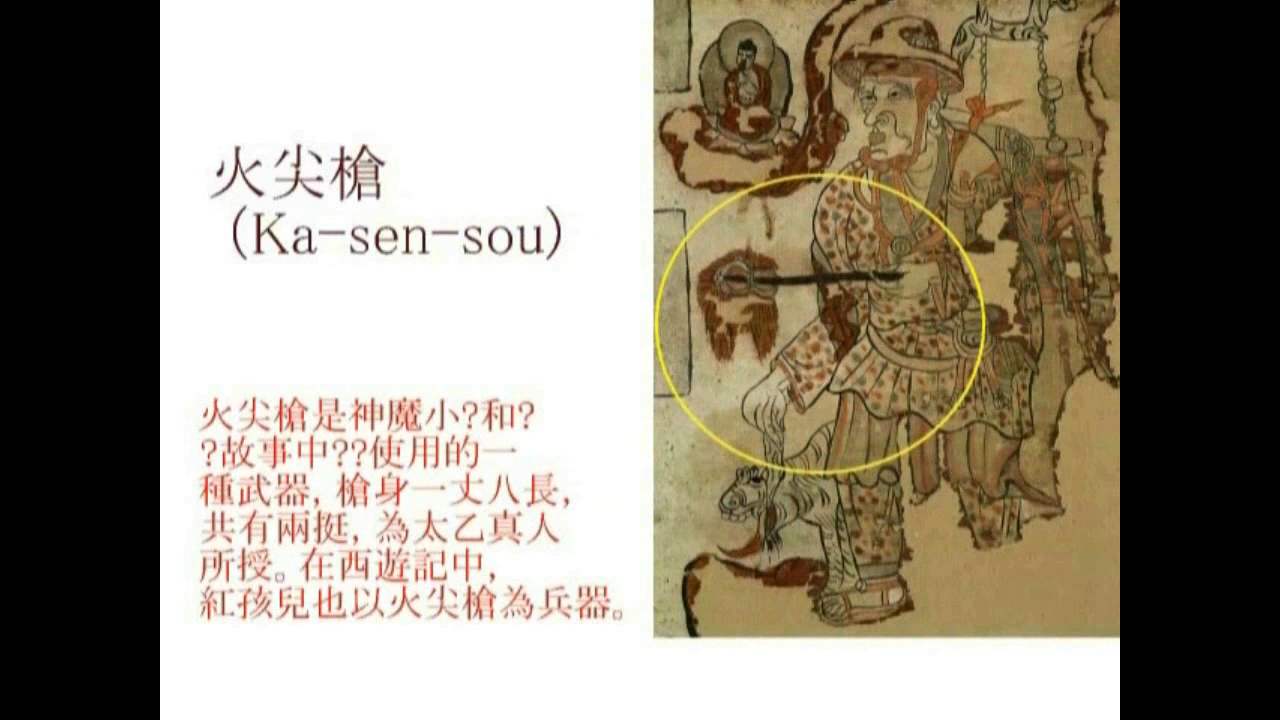 火尖槍
(Ka-sen-sou)
火尖槍是神魔小?和?
?故事中??使用的一
種武器, 槍身一丈八長,
共有兩挺, 為太乙真人
所授。在西遊記中,
紅孩兒也以火尖槍為兵器。